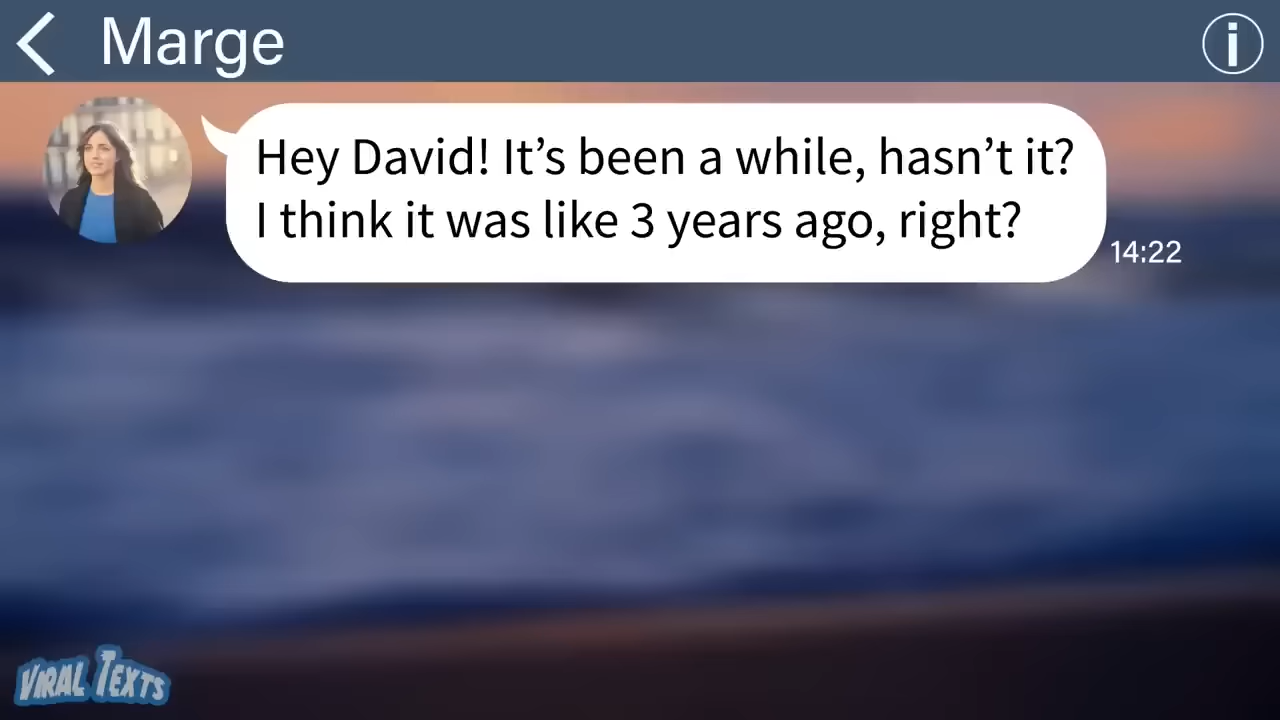 Marge
i
Hey David! It’s been a while, hasn’t it?
I think it was like 3 years ago, right?
14:22
VIRAL TEXTS